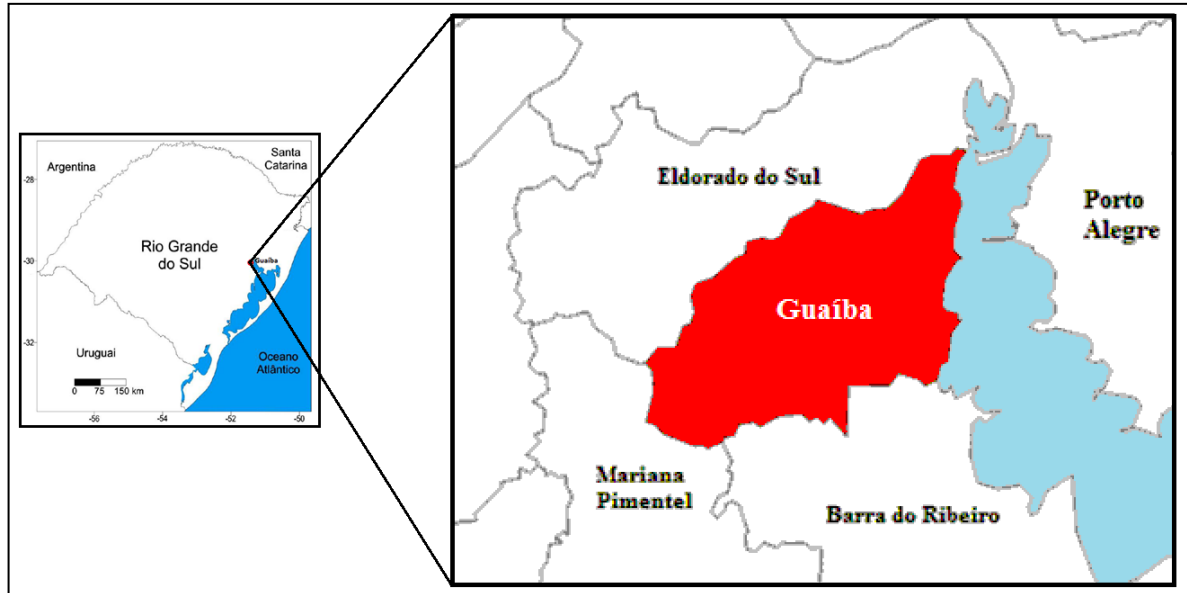 Argentina
Santa
Catarina
-28
Rio Grande
do Sul
-30
Guaíba
-32
Uruguai
Oceano
Atlântico
0 75 150 km
-56 -54 -52 -50
Eldorado do Sul
Porto
Alegre
Guaíba
Mariana
Pimentel
Barra do Ribeiro